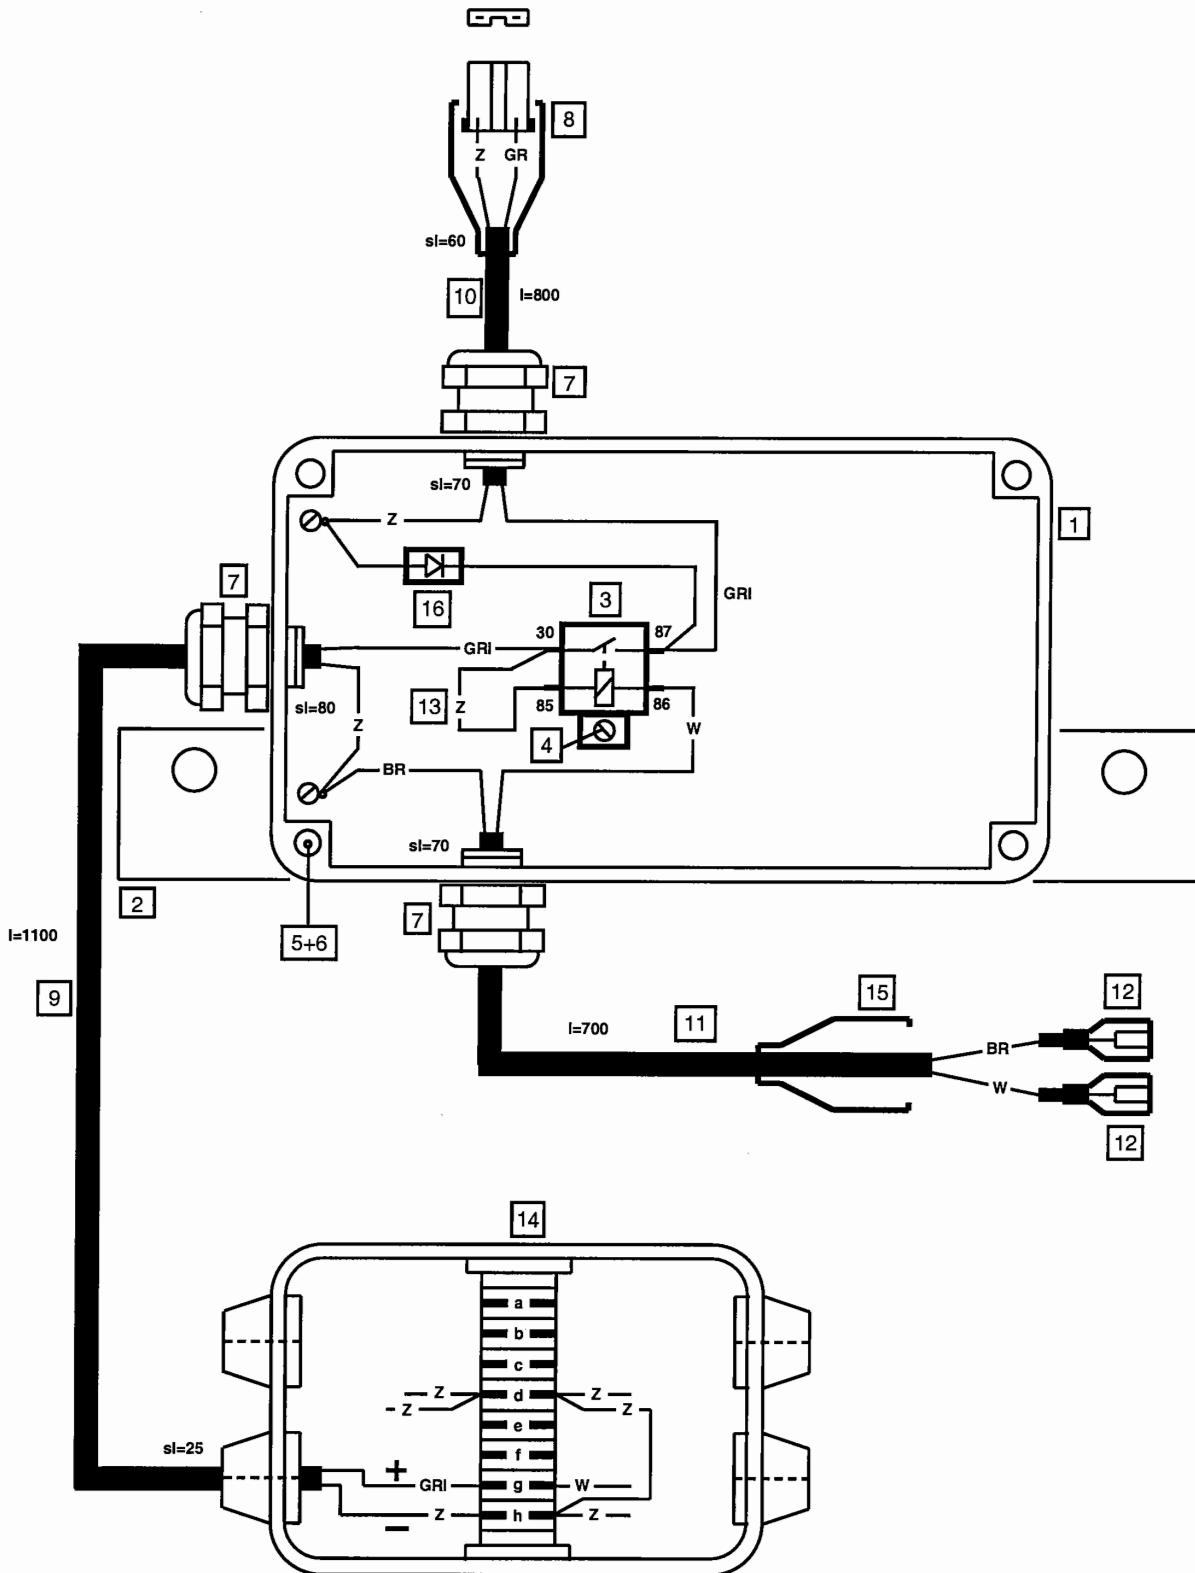 8
Z GR
sl=60
10
l=800
7
sl=70
Z
1
7
16
3
GRI
30
87
GRI
13
sl=80
Z
Z
85
86
W
4
BR
sl=70
2
7
5+6
l=1100
9
l=700
11
15
12
BR
W
12
14
a
b
c
Z d Z
Z Z
e
f
sl=25
+
GRI g W
Z h Z
−